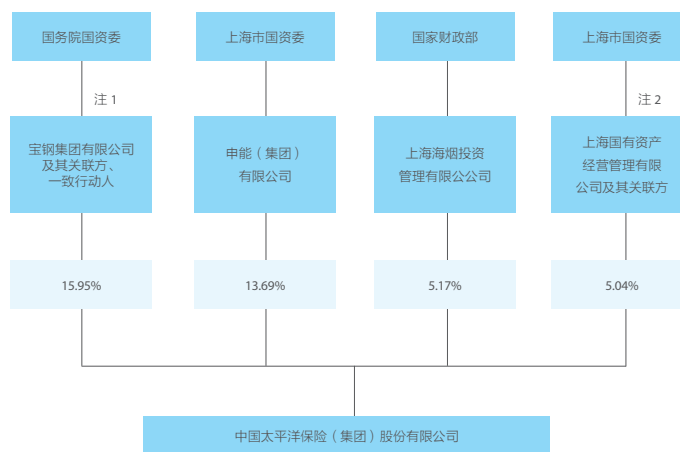 国务院国资委
上海市国资委
国家财政部
上海市国资委
注 1
注 2
宝钢集团有限公司
及其关联方、
一致行动人
申能（集团）
有限公司
上海海烟投资
管理有限公公司
上海国有资产
经营管理有限
公司及其关联方
15.95%
13.69%
5.17%
5.04%
中国太平洋保险（集团）股份有限公司